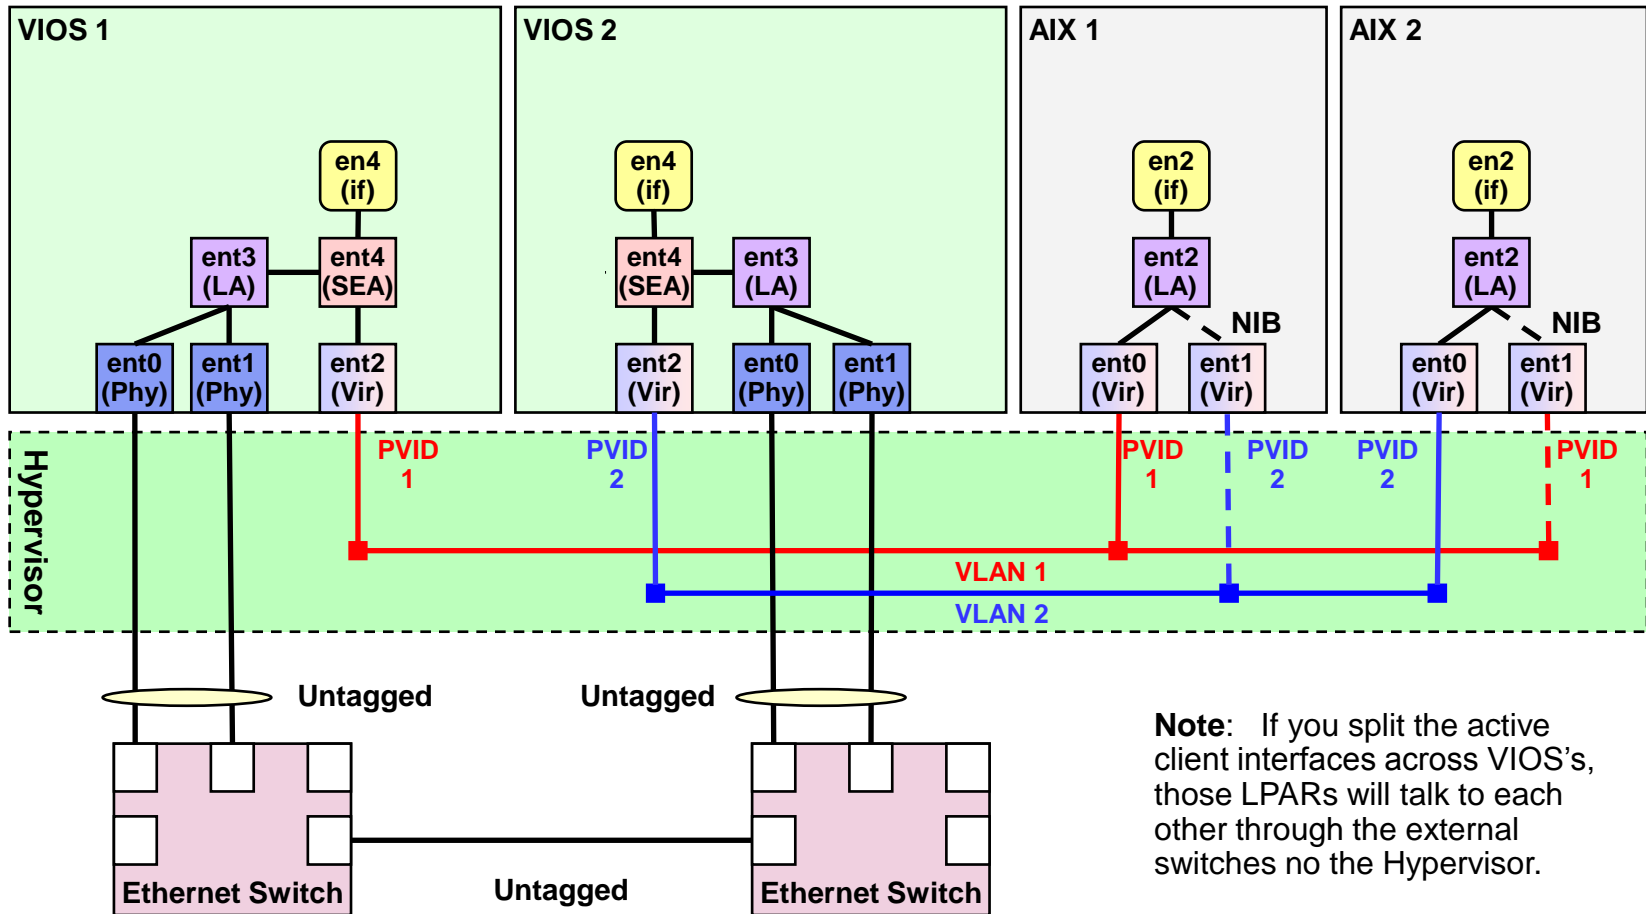 VIOS 1
VIOS 2
AIX 1
AIX 2
en4
(if)
en4
(if)
en2
(if)
en2
(if)
ent3
(LA)
ent4
(SEA)
ent4
(SEA)
ent3
(LA)
ent2
(LA)
ent2
(LA)
NIB
NIB
ent0
(Phy)
ent1
(Phy)
ent2
(Vir)
ent2
(Vir)
ent0
(Phy)
ent1
(Phy)
ent0
(Vir)
ent1
(Vir)
ent0
(Vir)
ent1
(Vir)
Hypervisor
PVID
1
PVID
2
PVID
1
PVID
2
PVID
2
PVID
1
VLAN 1
VLAN 2
Untagged
Untagged
Ethernet Switch
Untagged
Ethernet Switch
Note: If you split the active
client interfaces across VIOS’s,
those LPARs will talk to each
other through the external
switches no the Hypervisor.